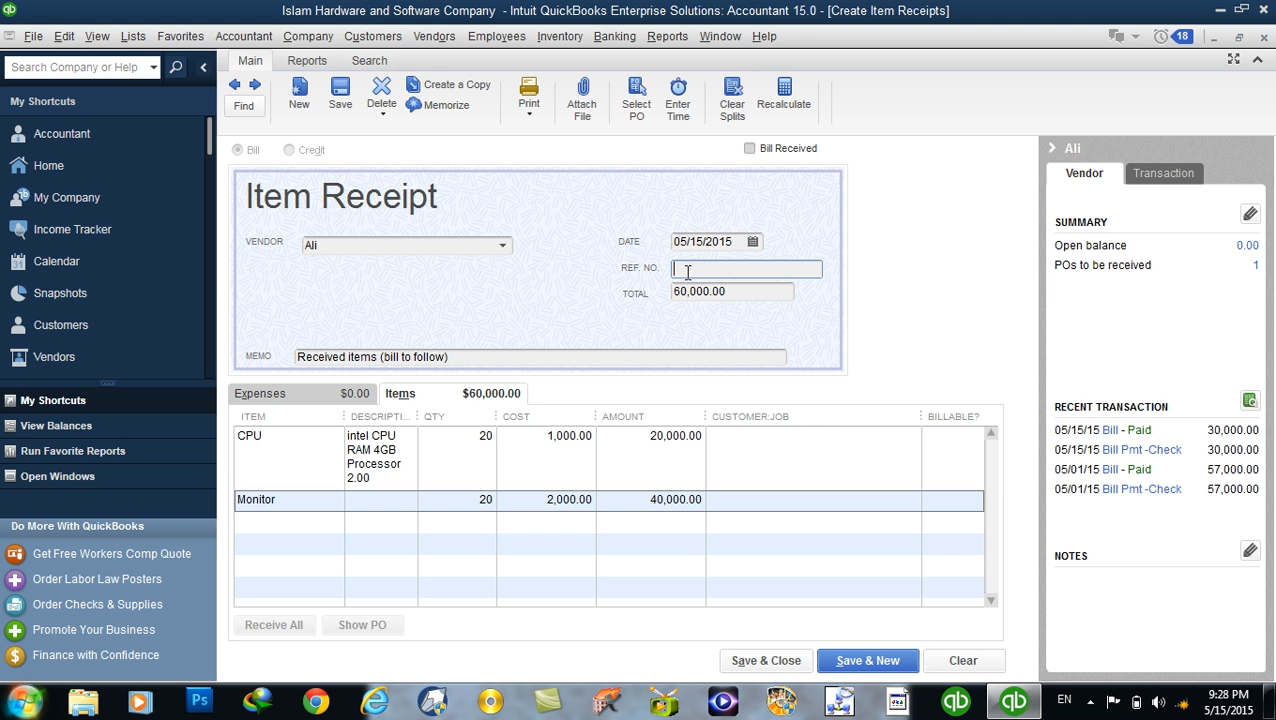 Islam Hardware and Software Company - Intuit QuickBooks Enterprise Solutions: Accountant 15.0 - [Create Item Receipts]
File Edit View Lists Favorites Accountant Company Customers Vendors Employees Inventory Banking Reports Window Help
18
Search Company or Help
My Shortcuts
Accountant
Home
My Company
Income Tracker
Calendar
Snapshots
Customers
Vendors
My Shortcuts
View Balances
Run Favorite Reports
Open Windows
Do More With QuickBooks
Get Free Workers Comp Quote
Order Labor Law Posters
Order Checks & Supplies
Promote Your Business
Finance with Confidence
Main Reports Search
Find
New
Save
Delete
Create a Copy
Memorize
Print
Attach File
Select PO
Enter Time
Clear Splits
Recalculate
Bill Credit
Bill Received
Item Receipt
VENDOR Ali
DATE 05/15/2015
REF. NO.
TOTAL 60,000.00
MEMO Received items (bill to follow)
Expenses $0.00 Items $60,000.00
ITEM DESCRIPTI... QTY COST AMOUNT CUSTOMER:JOB BILLABLE?
CPU intel CPU 20 1,000.00 20,000.00
RAM 4GB
Processor
2.00
Monitor 20 2,000.00 40,000.00
Receive All Show PO
Save & Close Save & New Clear
Ali
Vendor Transaction
SUMMARY
Open balance 0.00
POs to be received 1
RECENT TRANSACTION
05/15/15 Bill - Paid 30,000.00
05/15/15 Bill Pmt -Check 30,000.00
05/01/15 Bill - Paid 57,000.00
05/01/15 Bill Pmt -Check 57,000.00
NOTES
Ps
qb
qb
EN
9:28 PM
5/15/2015